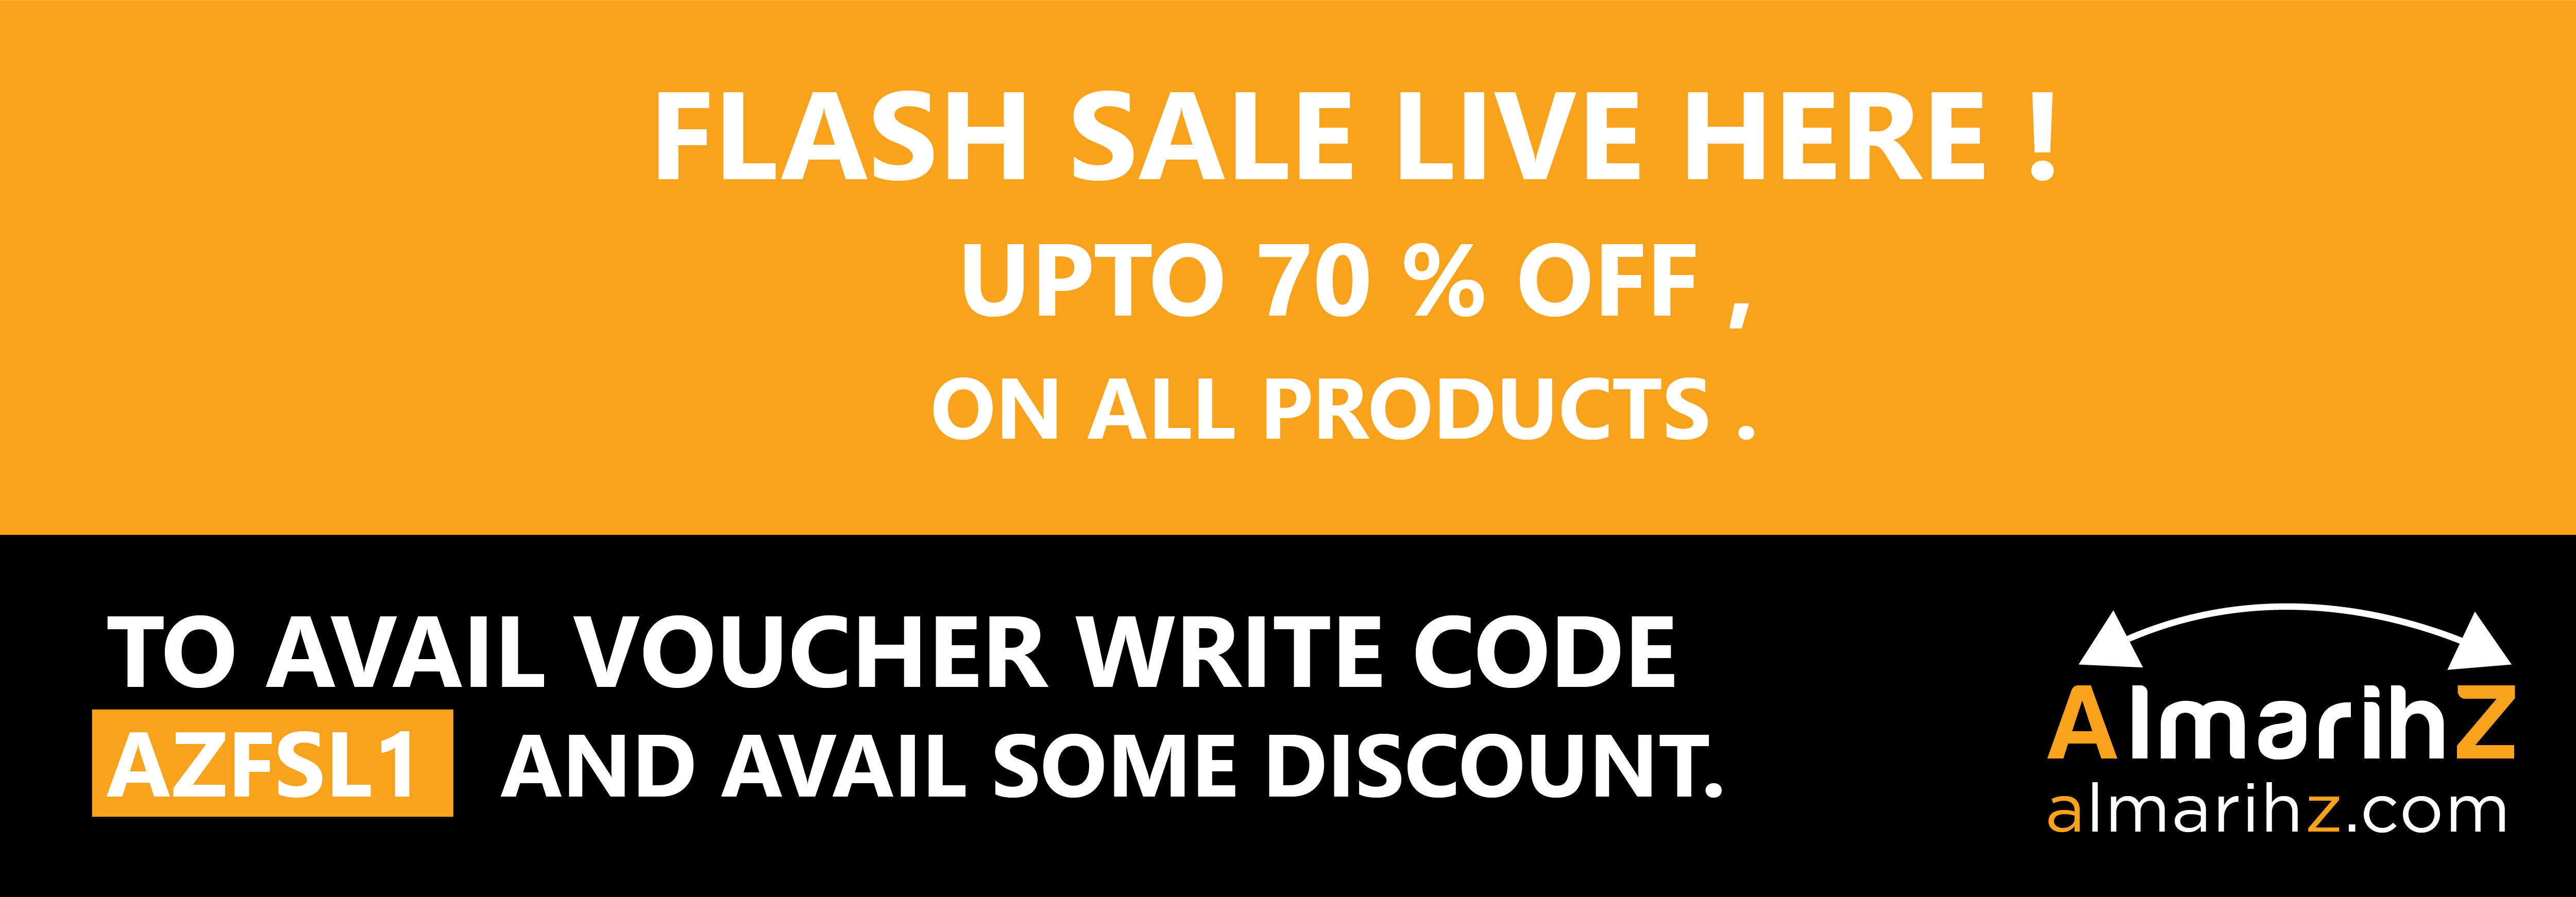 FLASH SALE LIVE HERE !
UPTO 70 % OFF ,
ON ALL PRODUCTS .
TO AVAIL VOUCHER WRITE CODE
AZFSL1 AND AVAIL SOME DISCOUNT.
AlmarihZ
almarihz.com